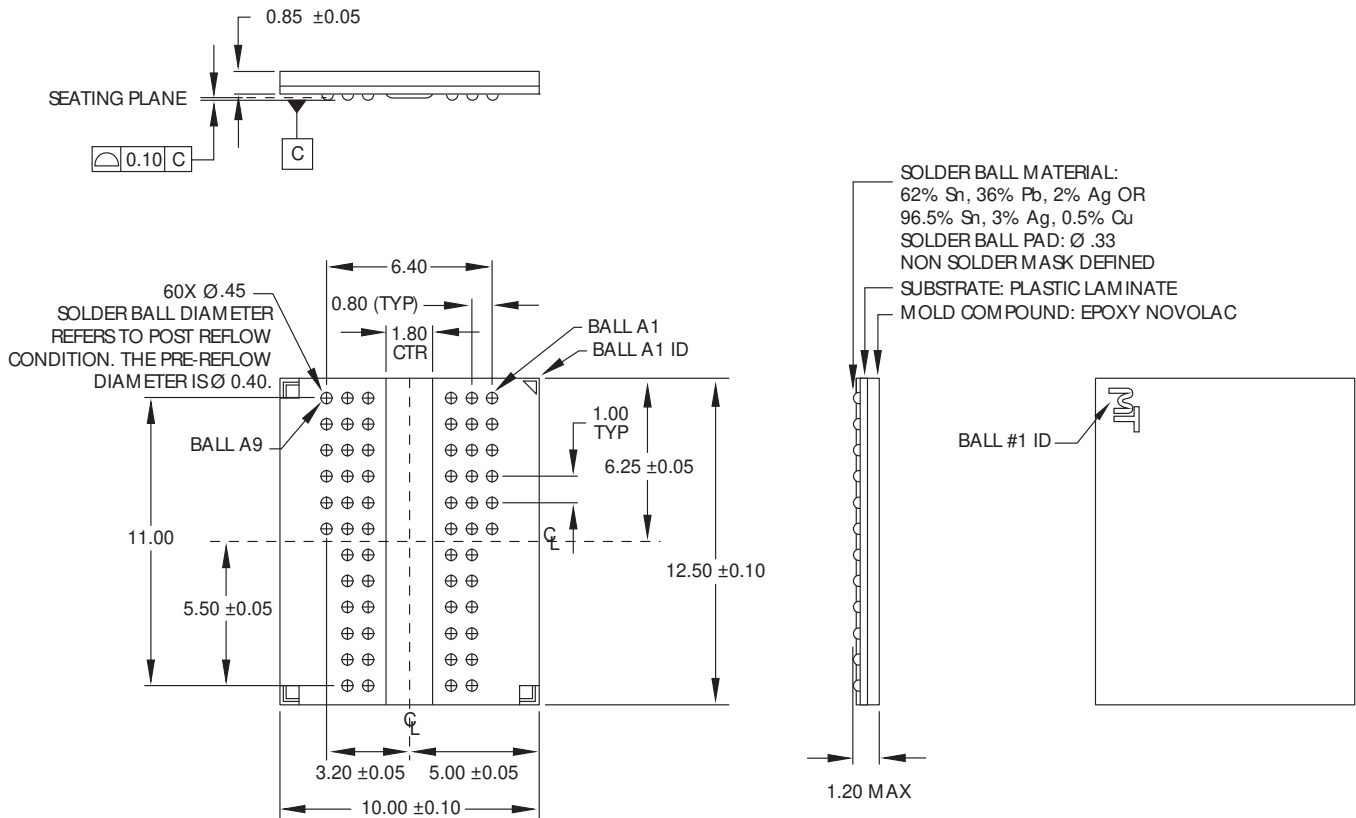 0.85 ±0.05
SEATING PLANE
⌓ 0.10 C
C
SOLDER BALL MATERIAL:
62% Sn, 36% Pb, 2% Ag OR
96.5% Sn, 3% Ag, 0.5% Cu
SOLDER BALL PAD: Ø .33
NON SOLDER MASK DEFINED
SUBSTRATE: PLASTIC LAMINATE
MOLD COMPOUND: EPOXY NOVOLAC
6.40
0.80 (TYP)
1.80
CTR
60X Ø.45
SOLDER BALL DIAMETER
REFERS TO POST REFLOW
CONDITION. THE PRE-REFLOW
DIAMETER IS Ø 0.40.
BALL A1
BALL A1 ID
BALL A9
1.00
TYP
6.25 ±0.05
11.00
CL
12.50 ±0.10
5.50 ±0.05
CL
3.20 ±0.05
5.00 ±0.05
10.00 ±0.10
1.20 MAX
MT
BALL #1 ID